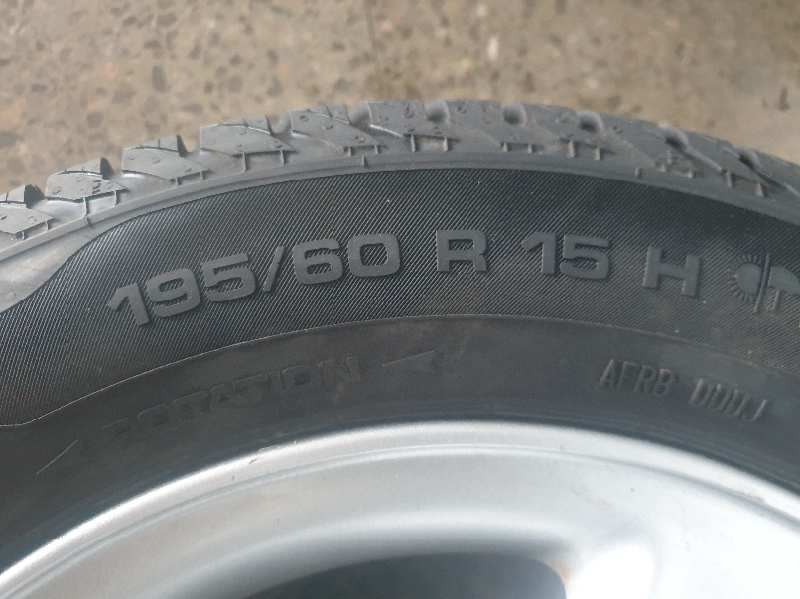 195/60 R 15 H
ROTATION
AFRB DDDJ